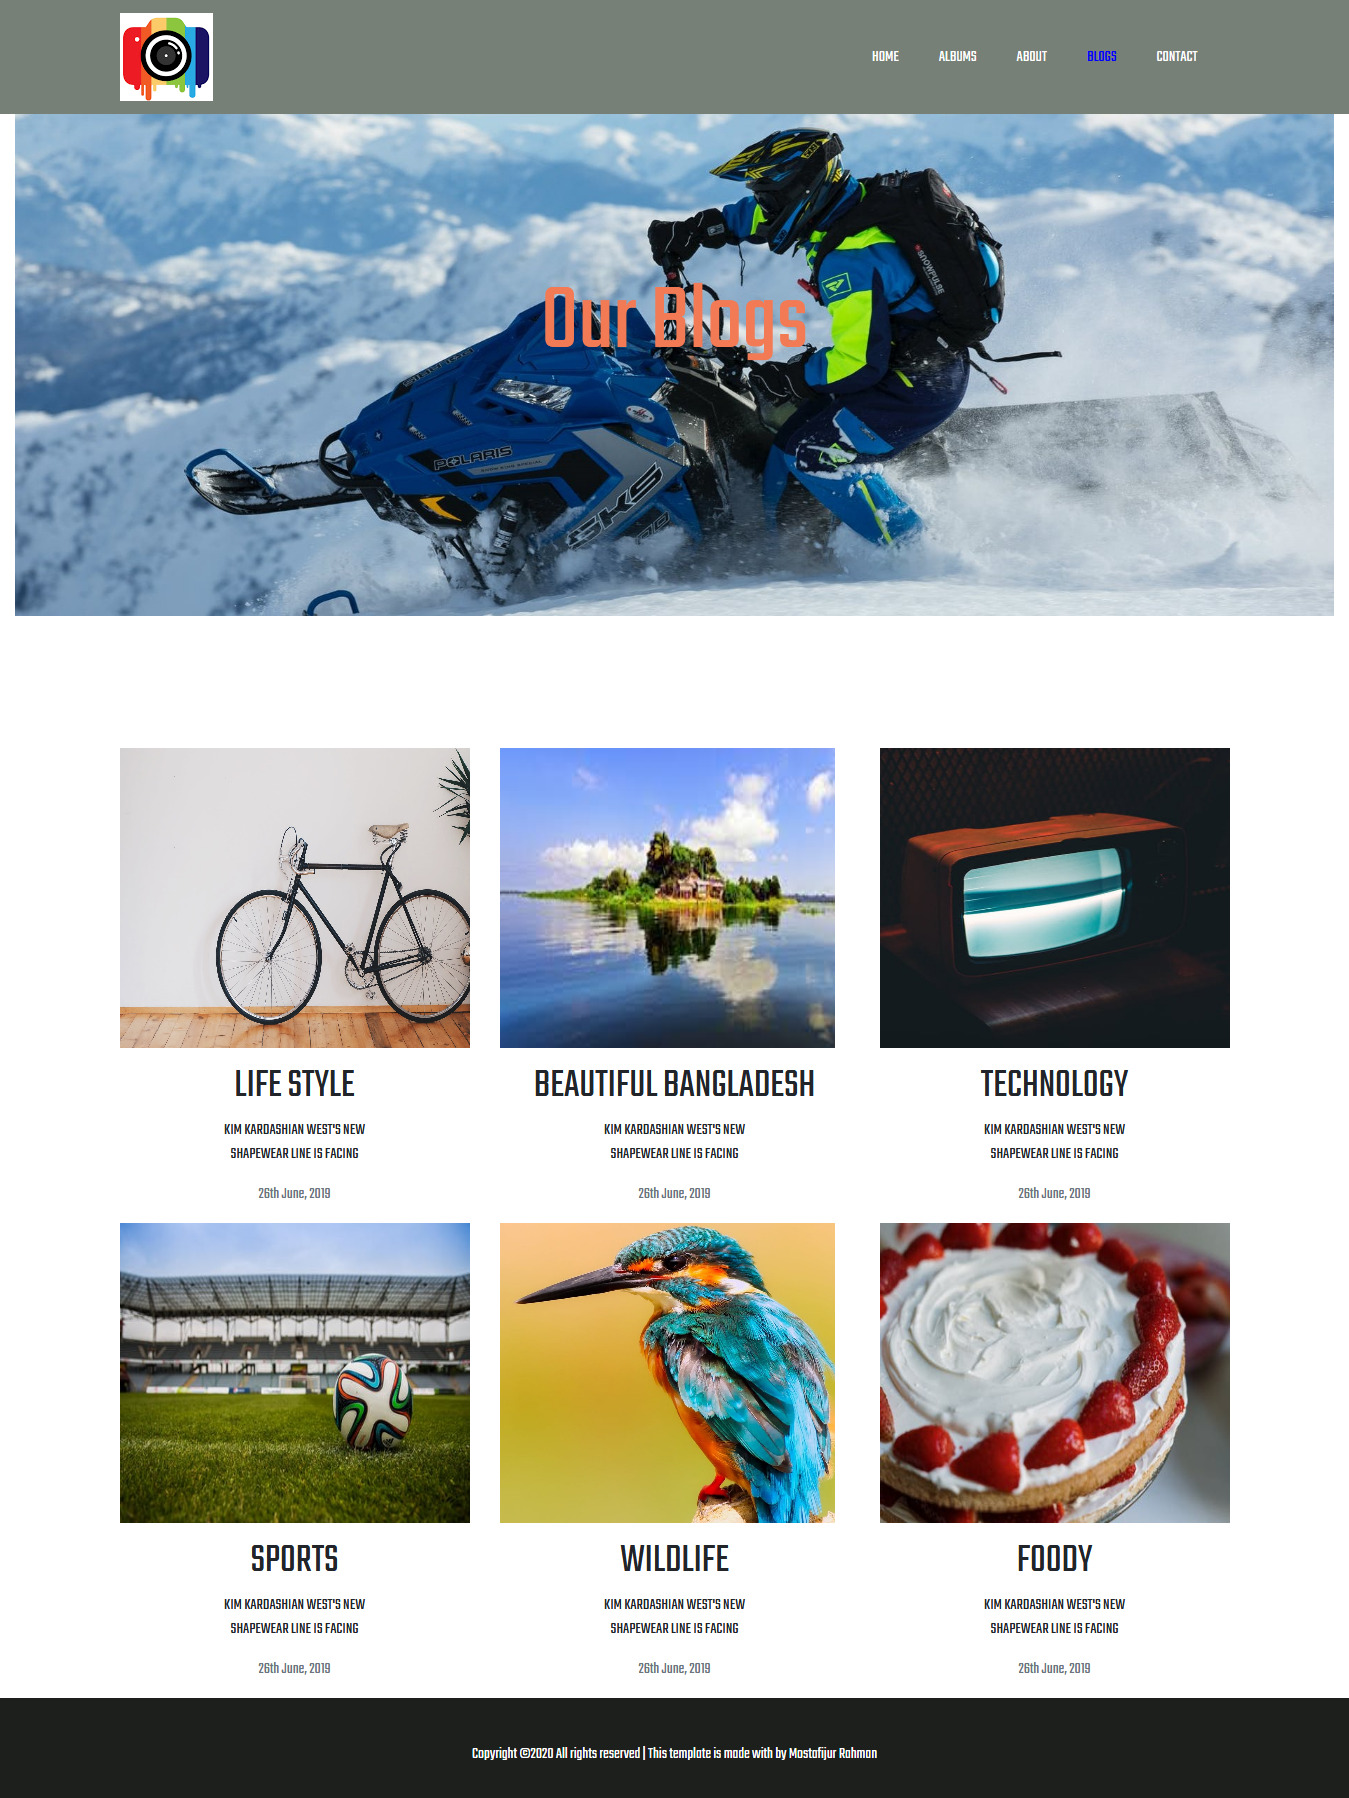 HOME ALBUMS ABOUT BLOGS CONTACT
Our Blogs
SNOWPULSE
POLARIS
SKS
LIFE STYLE
KIM KARDASHIAN WEST'S NEW
SHAPEWEAR LINE IS FACING
26th June, 2019
BEAUTIFUL BANGLADESH
KIM KARDASHIAN WEST'S NEW
SHAPEWEAR LINE IS FACING
26th June, 2019
TECHNOLOGY
KIM KARDASHIAN WEST'S NEW
SHAPEWEAR LINE IS FACING
26th June, 2019
SPORTS
KIM KARDASHIAN WEST'S NEW
SHAPEWEAR LINE IS FACING
26th June, 2019
WILDLIFE
KIM KARDASHIAN WEST'S NEW
SHAPEWEAR LINE IS FACING
26th June, 2019
FOODY
KIM KARDASHIAN WEST'S NEW
SHAPEWEAR LINE IS FACING
26th June, 2019
Copyright ©2020 All rights reserved | This template is made with by Mostafijur Rahman